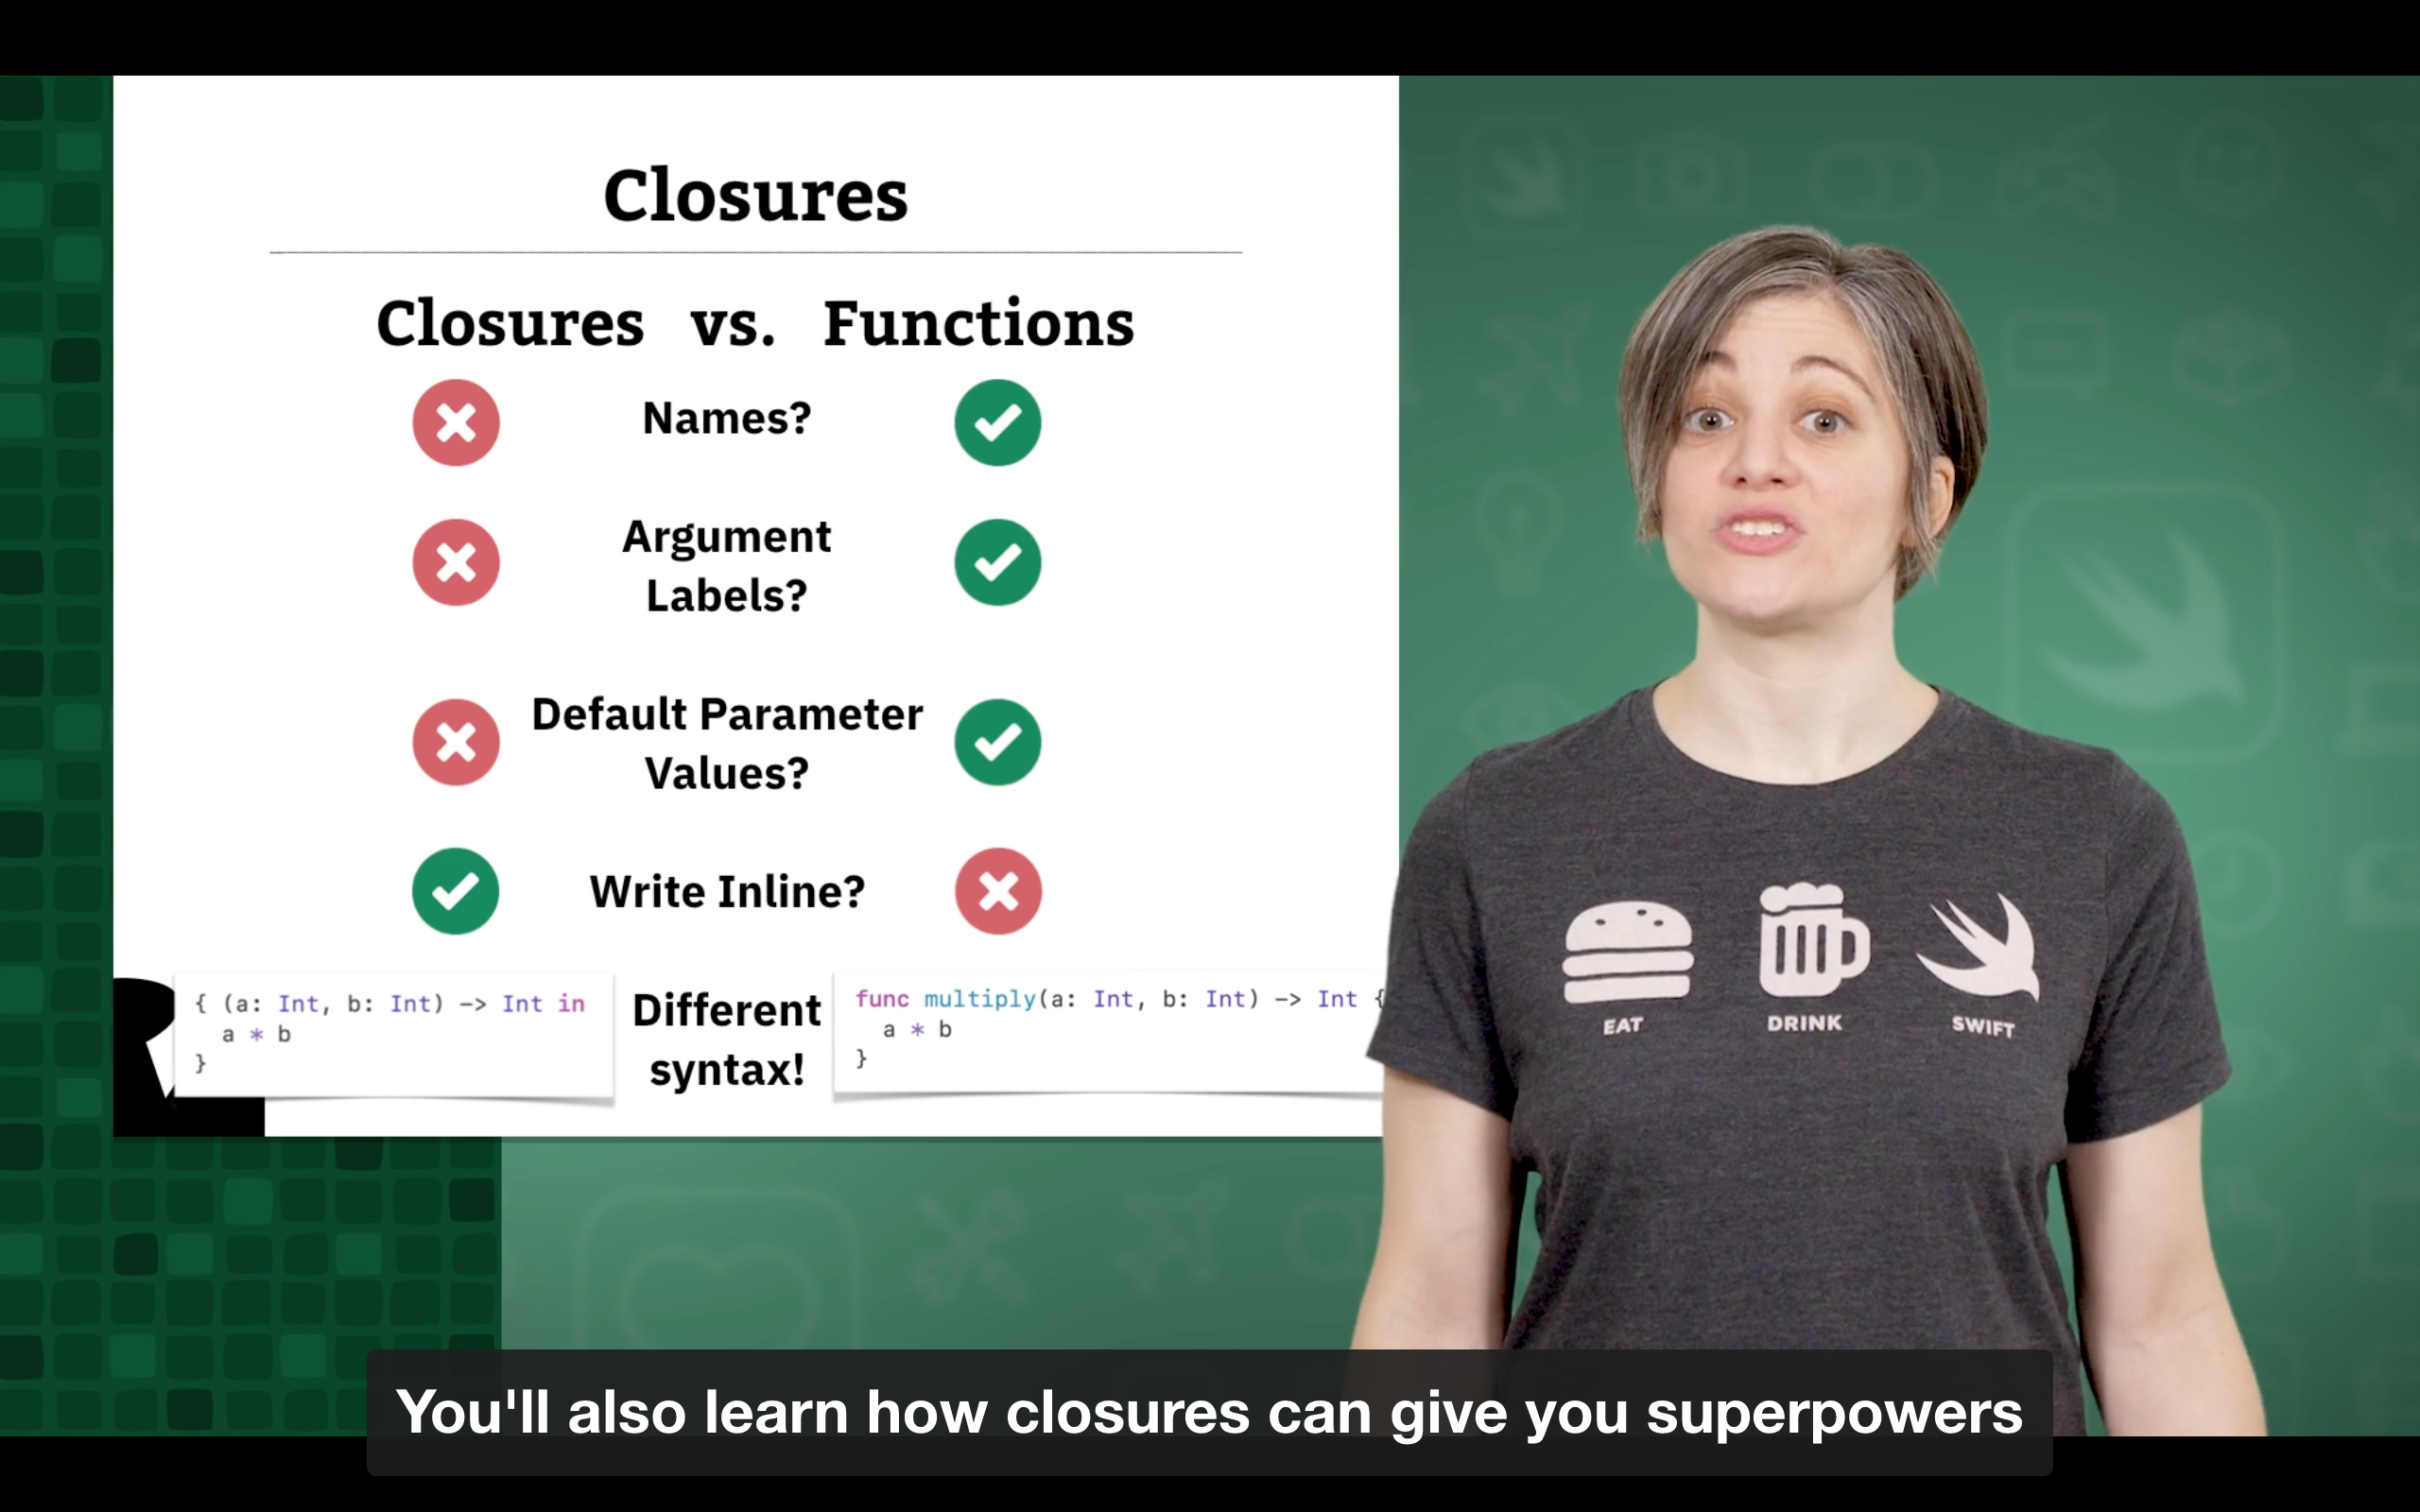 Closures
Closures vs. Functions
Names?
Argument
Labels?
Default Parameter
Values?
Write Inline?
{ (a: Int, b: Int) -> Int in
a * b
}
Different
syntax!
func multiply(a: Int, b: Int) -> Int {
a * b
}
EAT DRINK SWIFT
You'll also learn how closures can give you superpowers